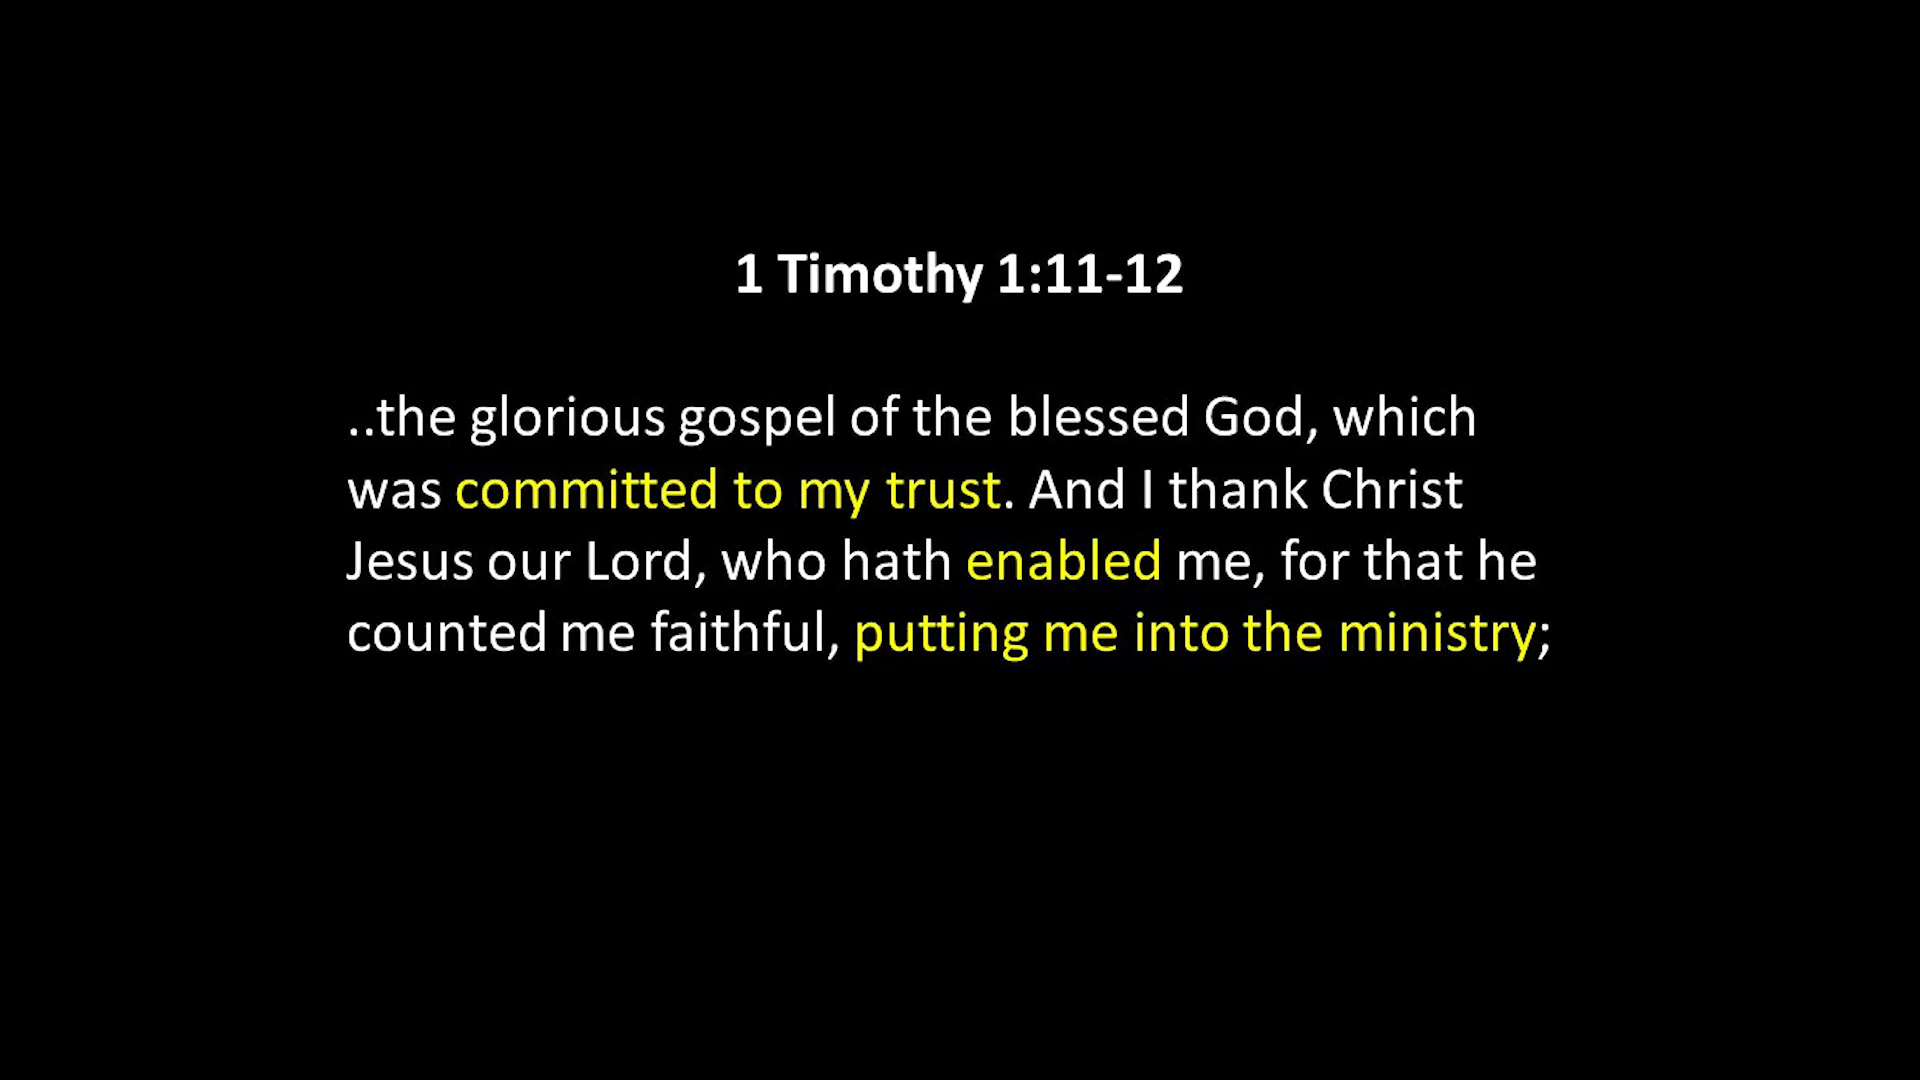 1 Timothy 1:11-12
..the glorious gospel of the blessed God, which
was committed to my trust. And I thank Christ
Jesus our Lord, who hath enabled me, for that he
counted me faithful, putting me into the ministry;